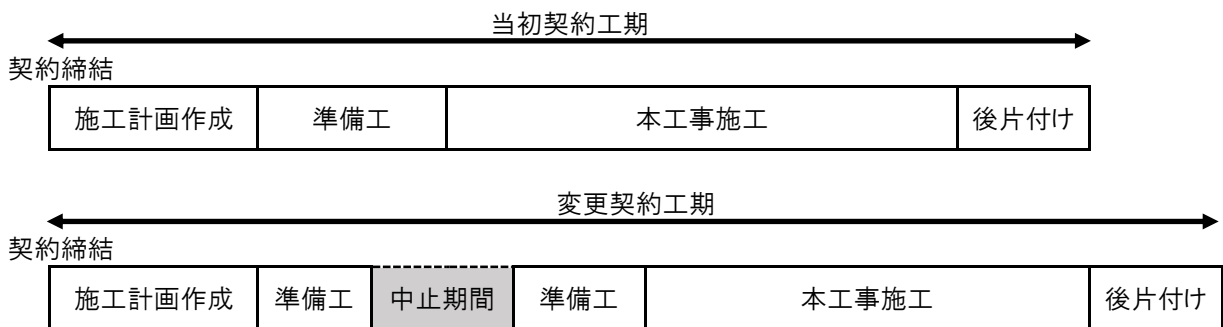 当初契約工期
契約締結
施工計画作成 準備工 本工事施工 後片付け
変更契約工期
契約締結
施工計画作成 準備工 中止期間 準備工 本工事施工 後片付け